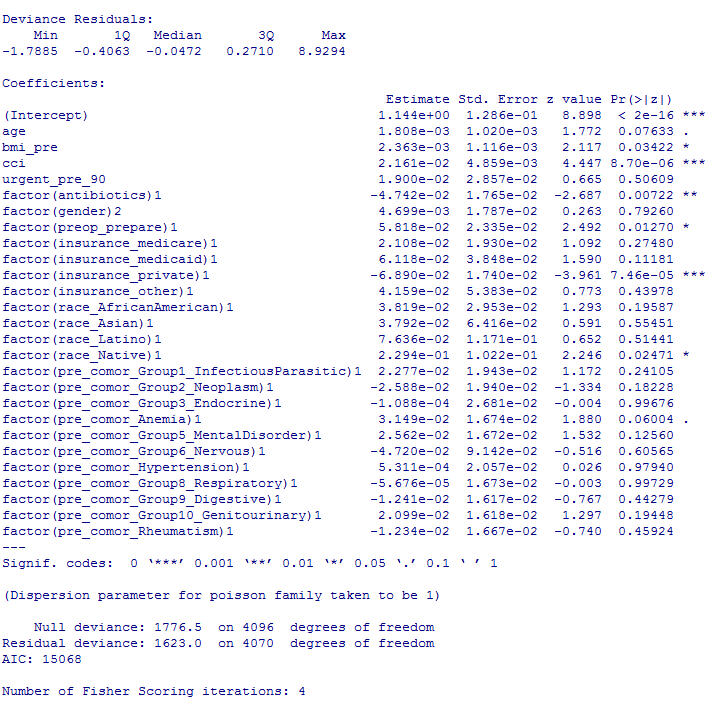 Deviance Residuals:
    Min       1Q   Median       3Q      Max
-1.7885  -0.4063  -0.0472   0.2710   8.9294

Coefficients:
                                                Estimate Std. Error z value Pr(>|z|)
(Intercept)                                    1.144e+00  1.286e-01   8.898  < 2e-16 ***
age                                            1.808e-03  1.020e-03   1.772  0.07633 .
bmi_pre                                        2.363e-03  1.116e-03   2.117  0.03422 *
cci                                            2.161e-02  4.859e-03   4.447 8.70e-06 ***
urgent_pre_90                                  1.900e-02  2.857e-02   0.665  0.50609
factor(antibiotics)1                          -4.742e-02  1.765e-02  -2.687  0.00722 **
factor(gender)2                                4.699e-03  1.787e-02   0.263  0.79260
factor(preop_prepare)1                         5.818e-02  2.335e-02   2.492  0.01270 *
factor(insurance_medicare)1                    2.108e-02  1.930e-02   1.092  0.27480
factor(insurance_medicaid)1                    6.118e-02  3.848e-02   1.590  0.11181
factor(insurance_private)1                    -6.890e-02  1.740e-02  -3.961 7.46e-05 ***
factor(insurance_other)1                       4.159e-02  5.383e-02   0.773  0.43978
factor(race_AfricanAmerican)1                  3.819e-02  2.953e-02   1.293  0.19587
factor(race_Asian)1                            3.792e-02  6.416e-02   0.591  0.55451
factor(race_Latino)1                           7.636e-02  1.171e-01   0.652  0.51441
factor(race_Native)1                           2.294e-01  1.022e-01   2.246  0.02471 *
factor(pre_comor_Group1_InfectiousParasitic)1  2.277e-02  1.943e-02   1.172  0.24105
factor(pre_comor_Group2_Neoplasm)1            -2.588e-02  1.940e-02  -1.334  0.18228
factor(pre_comor_Group3_Endocrine)1           -1.088e-04  2.681e-02  -0.004  0.99676
factor(pre_comor_Anemia)1                      3.149e-02  1.674e-02   1.880  0.06004 .
factor(pre_comor_Group5_MentalDisorder)1       2.562e-02  1.672e-02   1.532  0.12560
factor(pre_comor_Group6_Nervous)1             -4.720e-02  9.142e-02  -0.516  0.60565
factor(pre_comor_Hypertension)1                5.311e-04  2.057e-02   0.026  0.97940
factor(pre_comor_Group8_Respiratory)1         -5.676e-05  1.673e-02  -0.003  0.99729
factor(pre_comor_Group9_Digestive)1           -1.241e-02  1.617e-02  -0.767  0.44279
factor(pre_comor_Group10_Genitourinary)1       2.099e-02  1.618e-02   1.297  0.19448
factor(pre_comor_Rheumatism)1                 -1.234e-02  1.667e-02  -0.740  0.45924
---
Signif. codes:  0 ‘***’ 0.001 ‘**’ 0.01 ‘*’ 0.05 ‘.’ 0.1 ‘ ’ 1

(Dispersion parameter for poisson family taken to be 1)

    Null deviance: 1776.5  on 4096  degrees of freedom
Residual deviance: 1623.0  on 4070  degrees of freedom
AIC: 15068

Number of Fisher Scoring iterations: 4